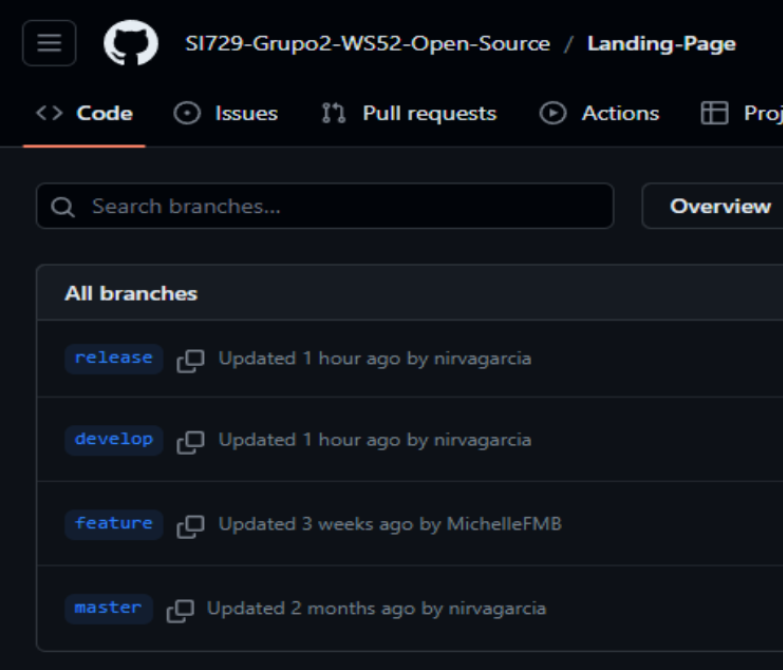 SI729-Grupo2-WS52-Open-Source / Landing-Page
Code Issues Pull requests Actions Proj
Search branches... Overview
All branches
release Updated 1 hour ago by nirvagarcia
develop Updated 1 hour ago by nirvagarcia
feature Updated 3 weeks ago by MichelleFMB
master Updated 2 months ago by nirvagarcia